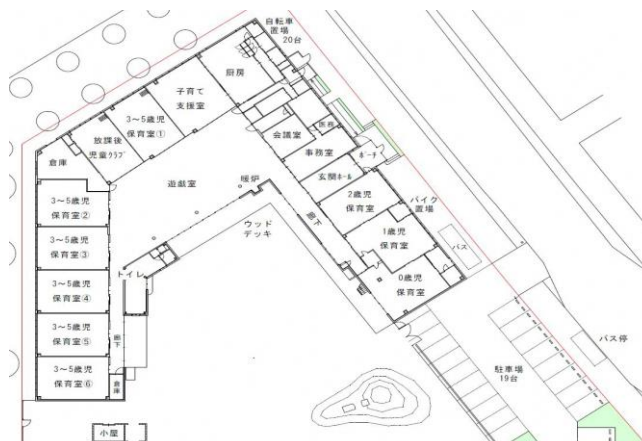 自転車
置場
20台
厨房
子育て
支援室
3～5歳児
保育室①
放課後
児童ｸﾗﾌﾞ
倉庫
会議室
医務
事務室
ﾎﾟｰﾁ
玄関ﾎｰﾙ
遊戯室
暖炉
廊下
2歳児
保育室
バイク
置場
1歳児
保育室
バス
0歳児
保育室
ウッド
デッキ
3～5歳児
保育室②
3～5歳児
保育室③
トイレ
3～5歳児
保育室④
3～5歳児
保育室⑤
廊下
3～5歳児
保育室⑥
倉庫
小屋
バス停
駐車場
19台